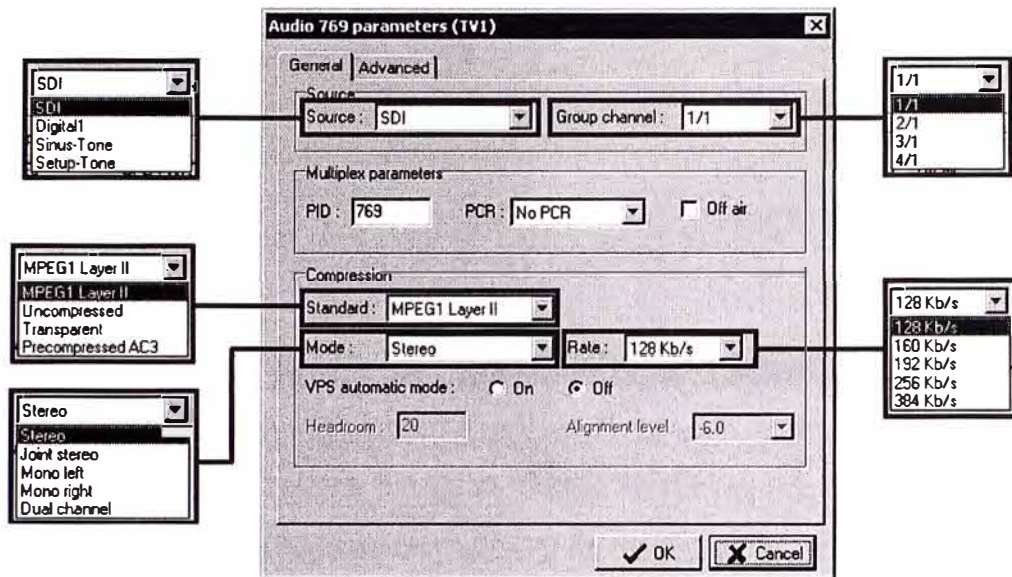 Audio 769 parameters (TV1)
General
Advanced
Source
Source :
SDI
Group channel :
1/1
Multiplex parameters
PID :
769
PCR :
No PCR
Off air
Compression
Standard :
MPEG1 Layer II
Mode :
Stereo
Rate :
128 Kb/s
VPS automatic mode :
On
Off
Headroom :
20
Alignment level :
-6.0
OK
Cancel
SDI
SDI
Digital1
Sinus-Tone
Setup-Tone
MPEG1 Layer II
MPEG1 Layer II
Uncompressed
Transparent
Precompressed AC3
Stereo
Stereo
Joint stereo
Mono left
Mono right
Dual channel
1/1
1/1
2/1
3/1
4/1
128 Kb/s
128 Kb/s
160 Kb/s
192 Kb/s
256 Kb/s
384 Kb/s